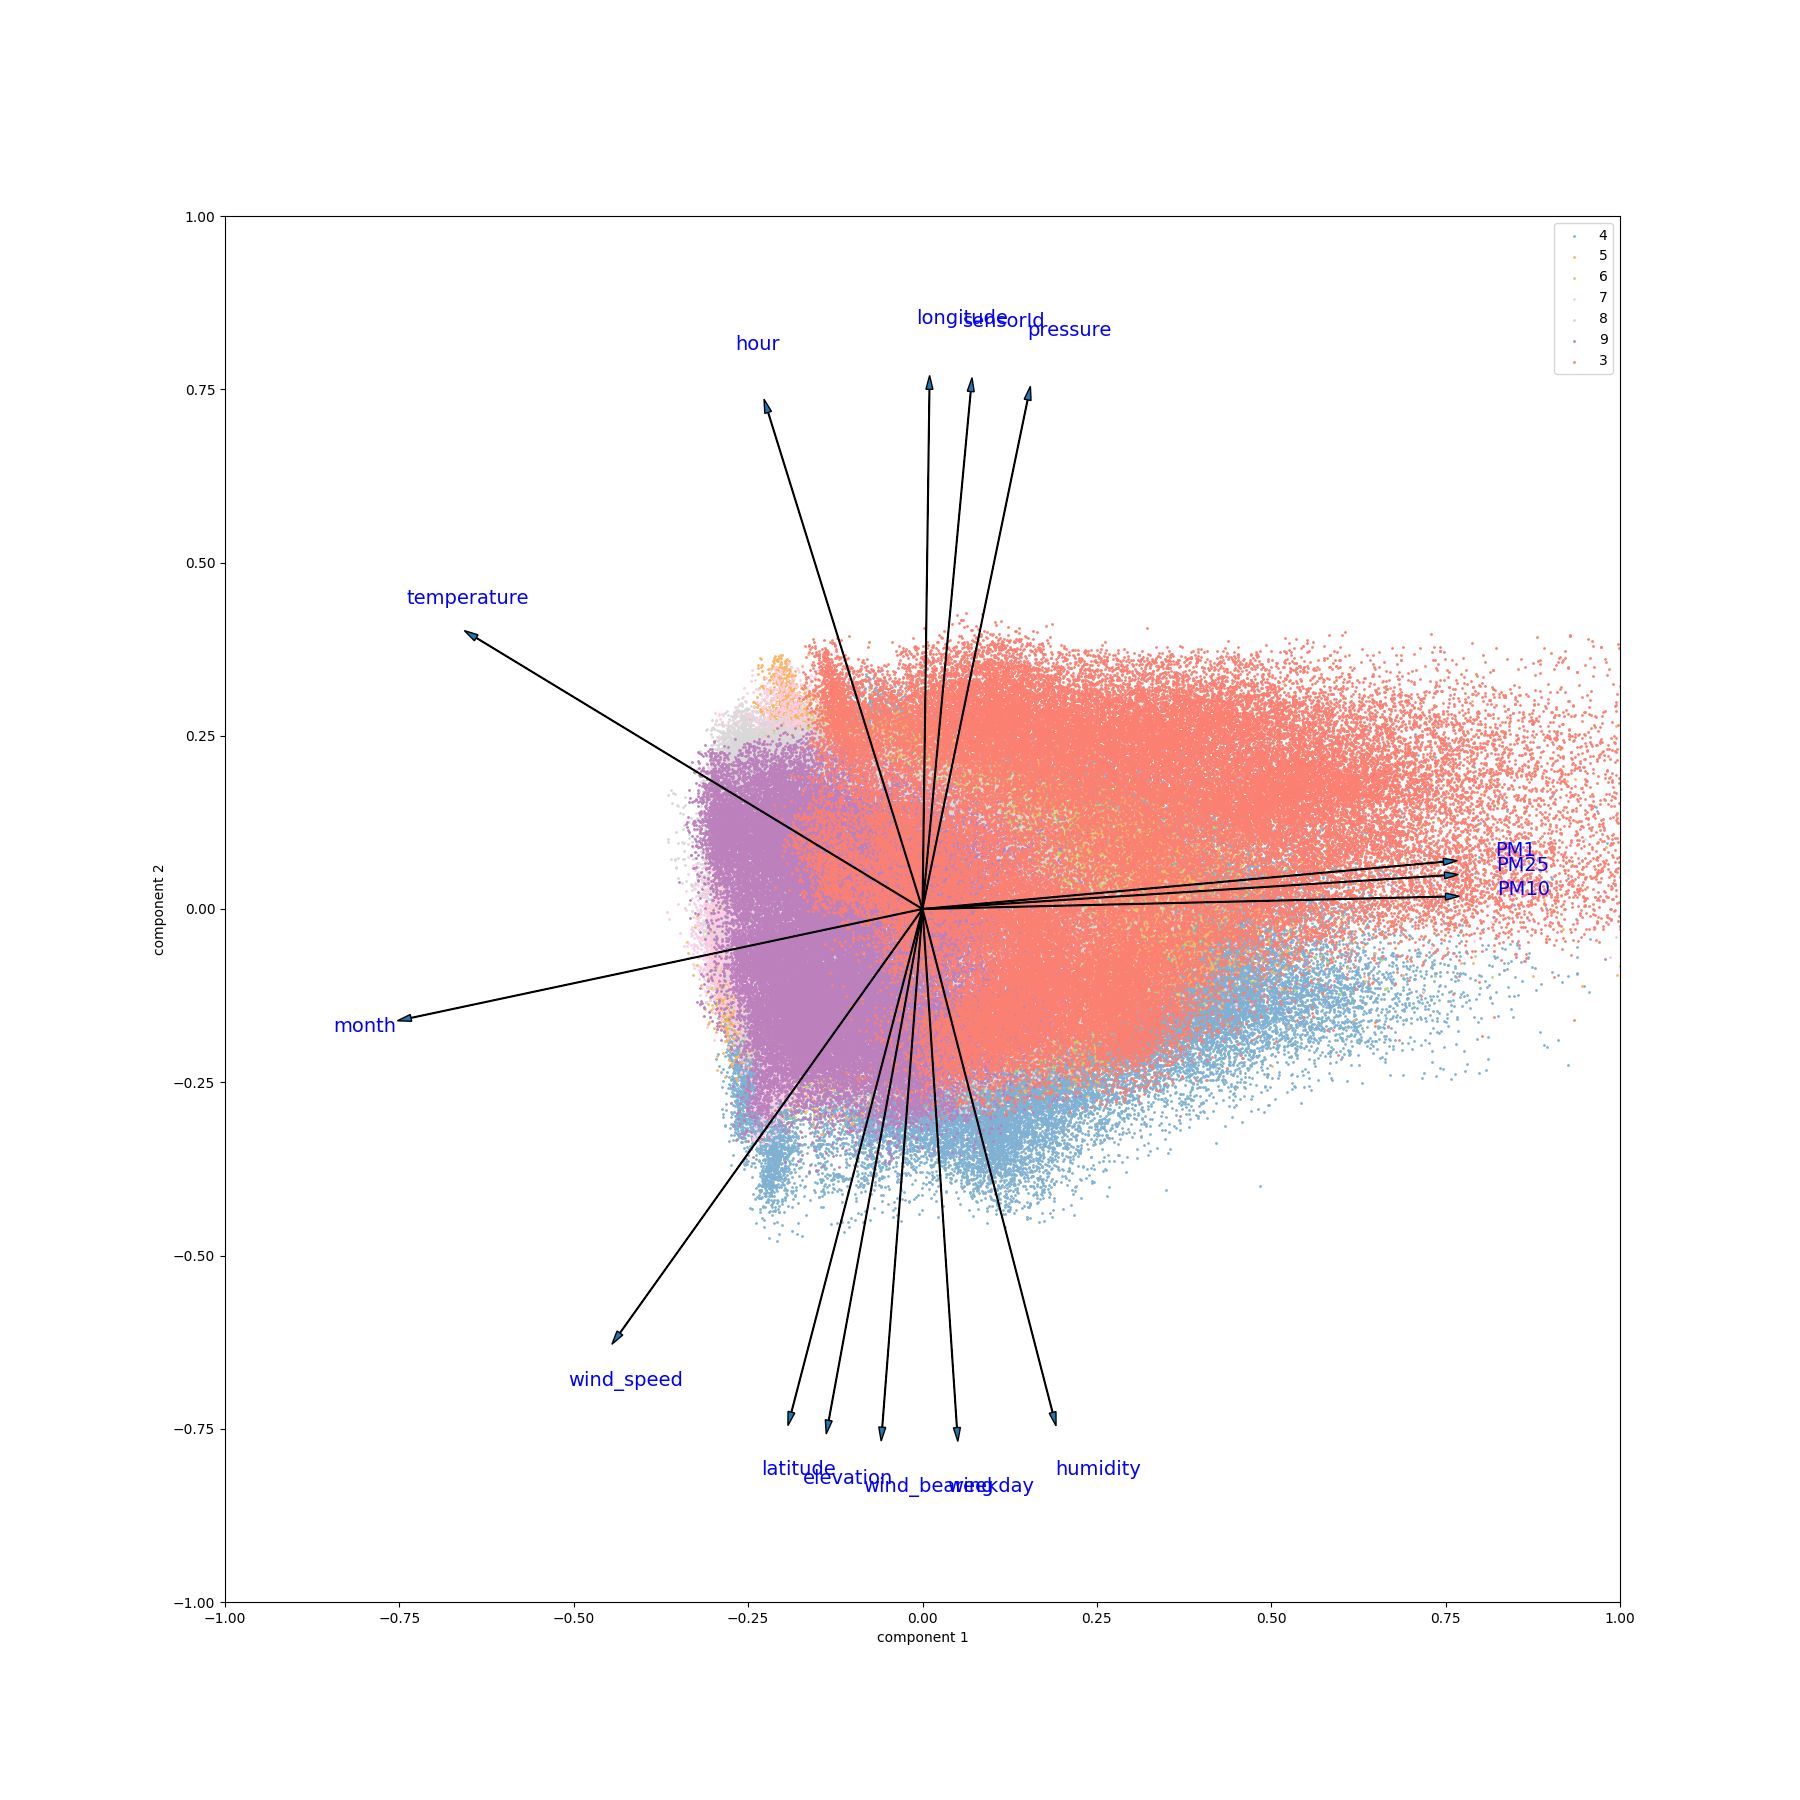 1.00
0.75
0.50
0.25
0.00
−0.25
−0.50
−0.75
−1.00
component 2
4
5
6
7
8
9
3
longitude
sensorId
pressure
hour
temperature
PM1
PM25
PM10
month
wind_speed
latitude
elevation
wind_bearing
weekday
humidity
−1.00 −0.75 −0.50 −0.25 0.00 0.25 0.50 0.75 1.00
component 1